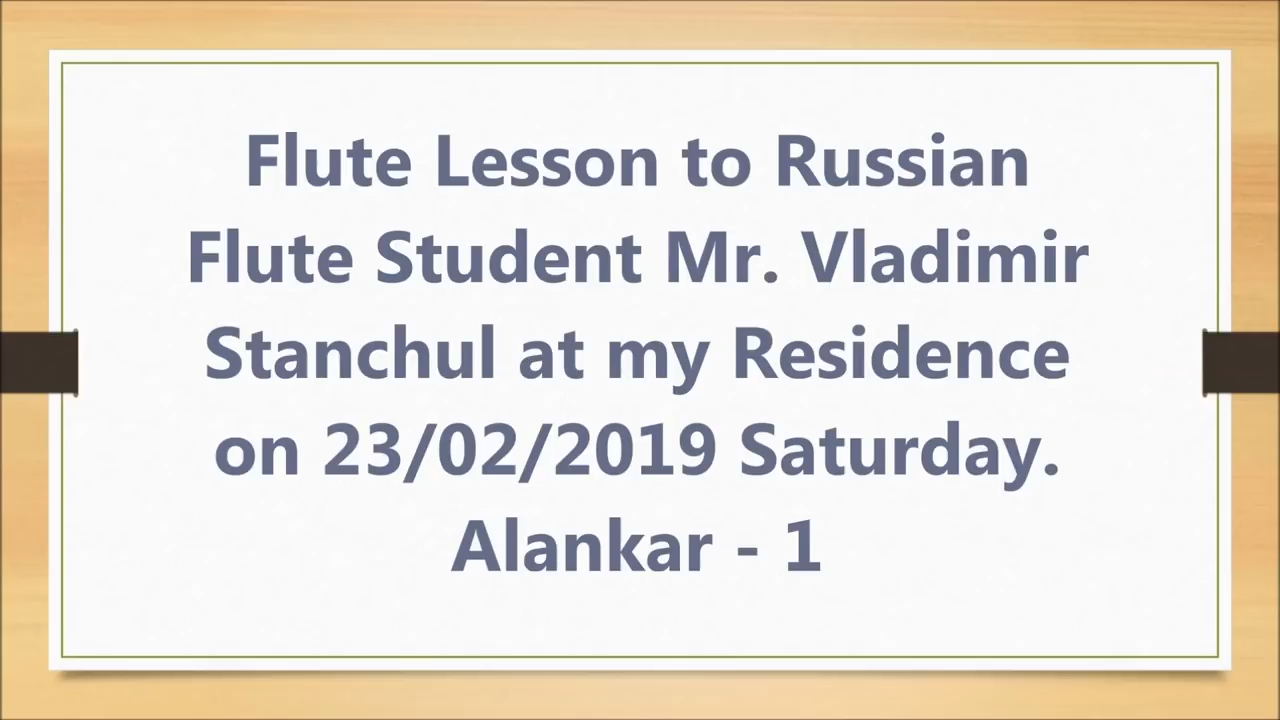 Flute Lesson to Russian
Flute Student Mr. Vladimir
Stanchul at my Residence
on 23/02/2019 Saturday.
Alankar - 1